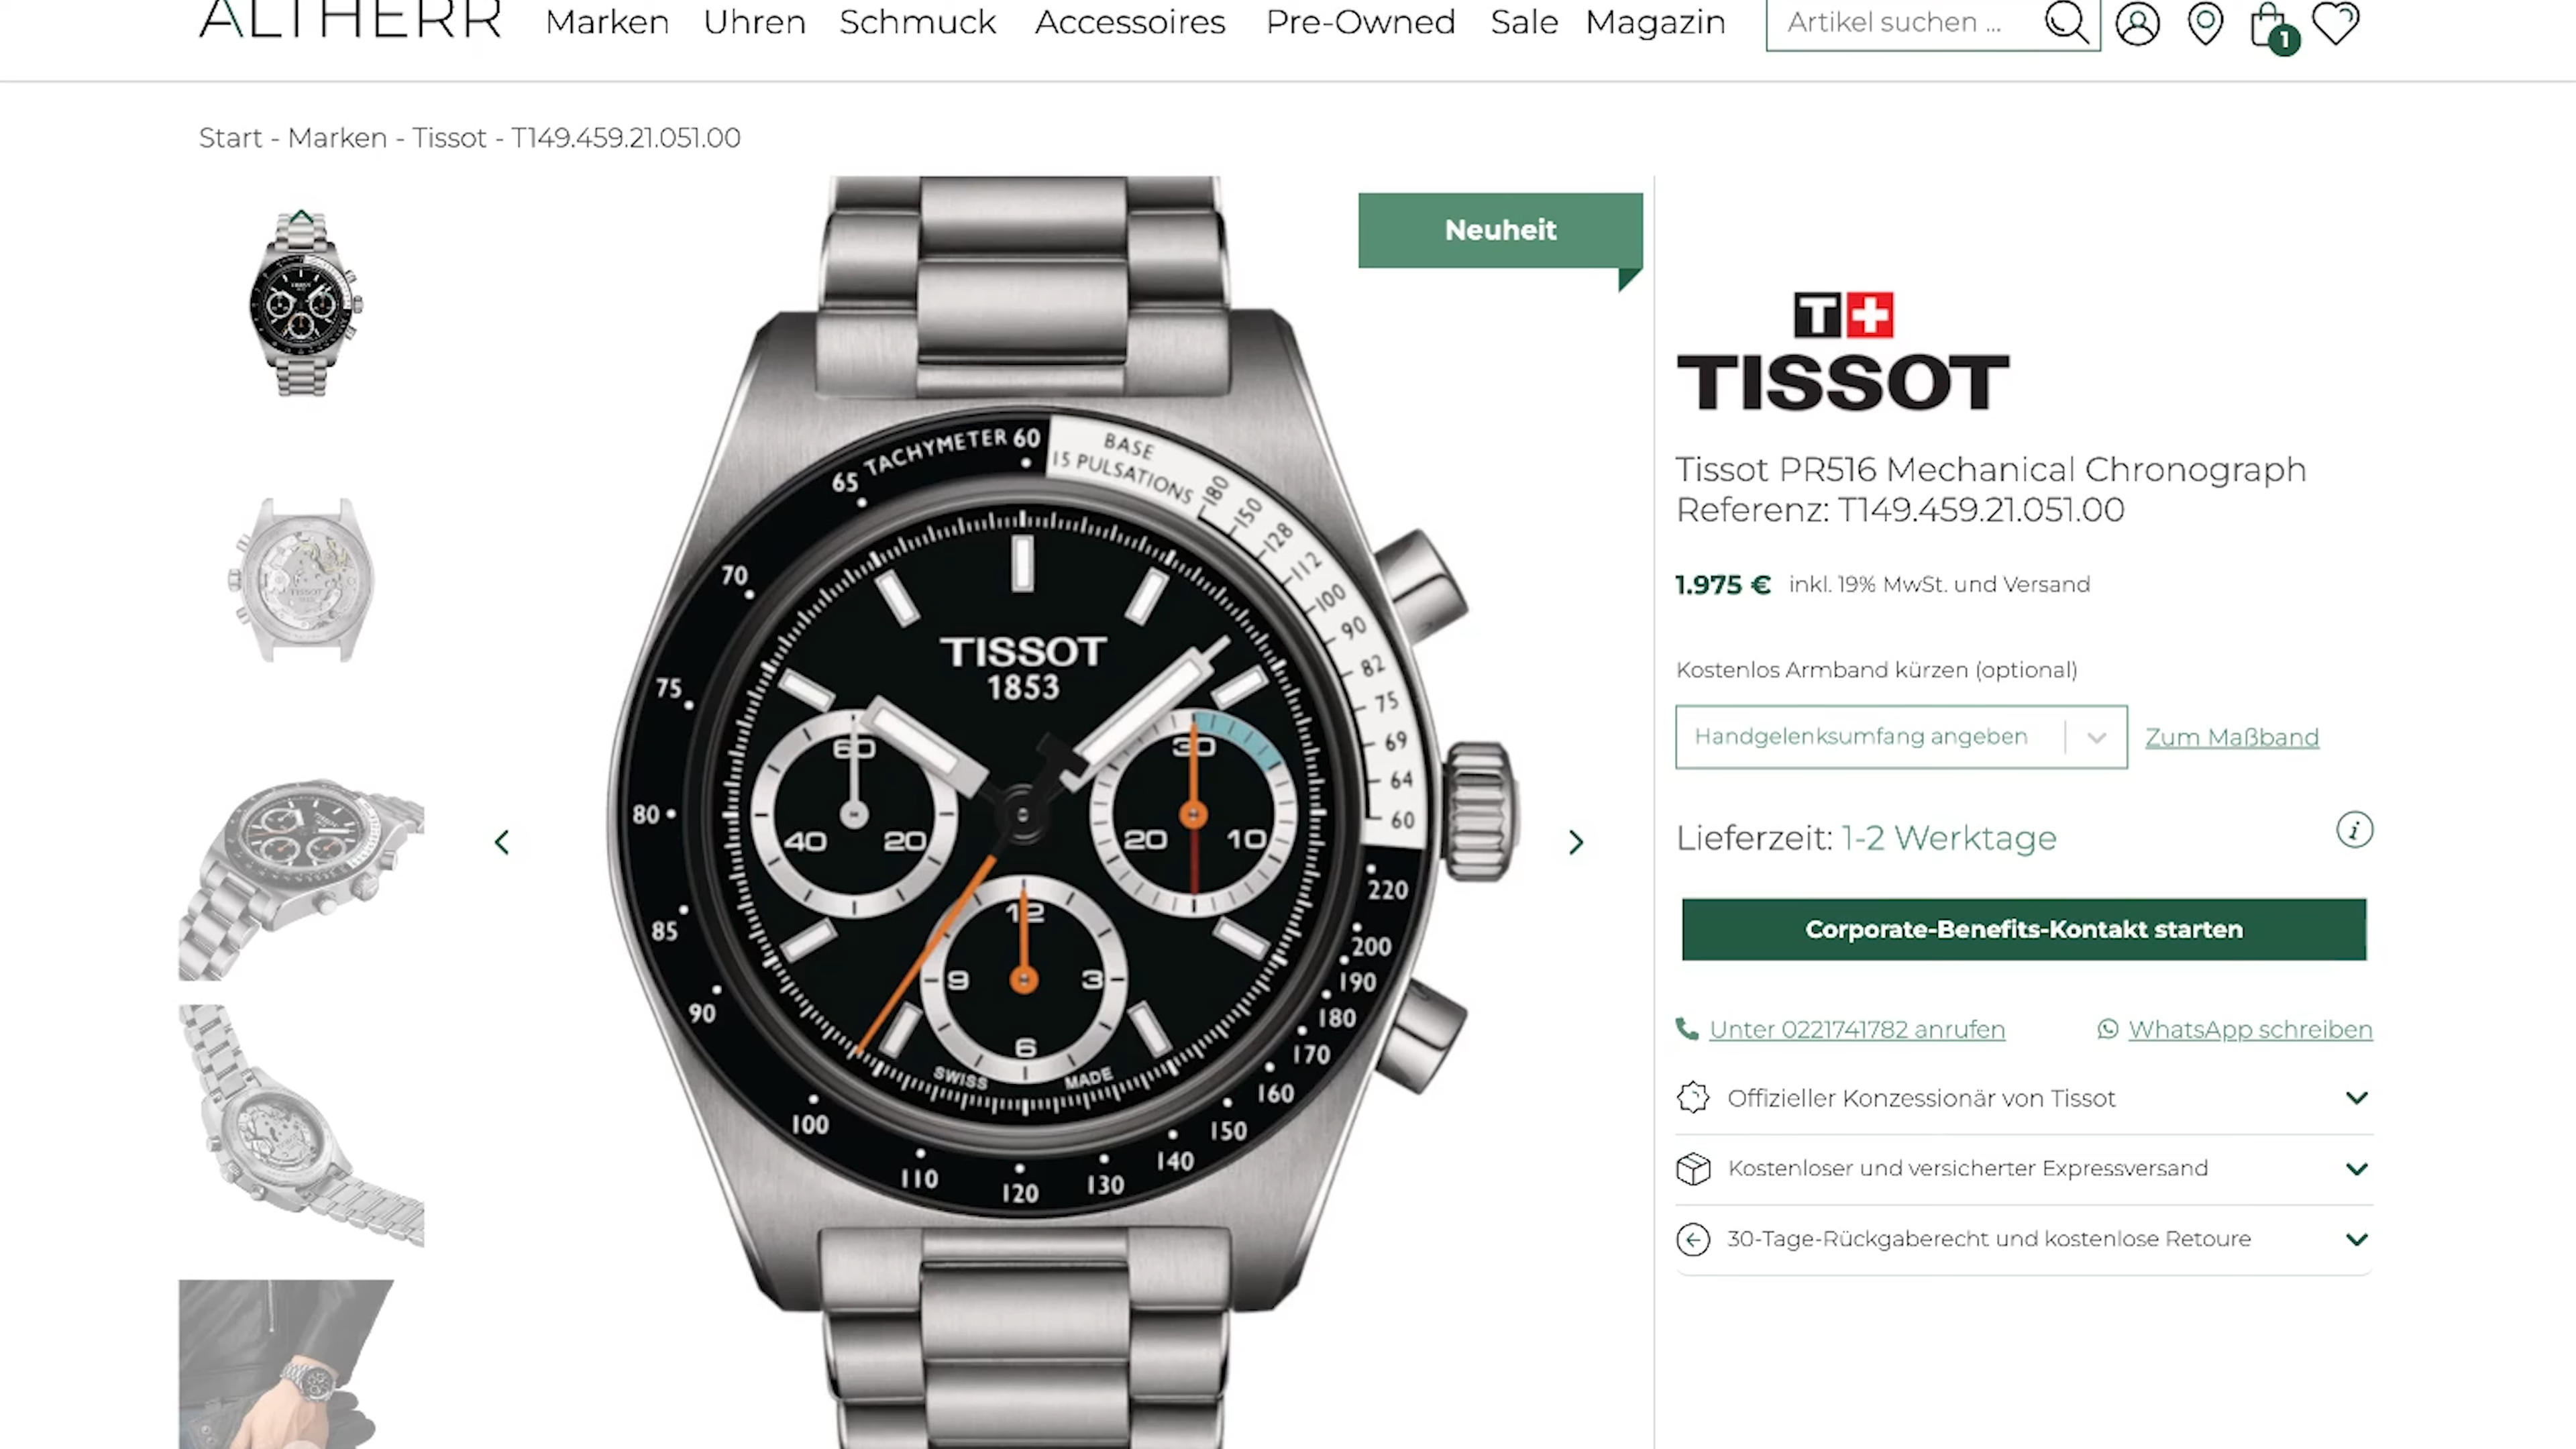 ALTHERR
Marken Uhren Schmuck Accessoires Pre-Owned Sale Magazin
Artikel suchen ...
1
Start - Marken - Tissot - T149.459.21.051.00
Neuheit
T
TISSOT
Tissot PR516 Mechanical Chronograph
Referenz: T149.459.21.051.00
1.975 € inkl. 19% MwSt. und Versand
Kostenlos Armband kürzen (optional)
Handgelenksumfang angeben
Zum Maßband
Lieferzeit: 1-2 Werktage
i
Corporate-Benefits-Kontakt starten
Unter 0221741782 anrufen
WhatsApp schreiben
Offizieller Konzessionär von Tissot
Kostenloser und versicherter Expressversand
30-Tage-Rückgaberecht und kostenlose Retoure
TACHYMETER 60
BASE
15 PULSATIONS
180
150
128
112
100
90
82
75
69
64
60
220
200
190
180
170
160
150
140
130
120
110
100
90
85
80
75
70
65
TISSOT
1853
60
40 20
30
20 10
12
9 3
6
SWISS MADE